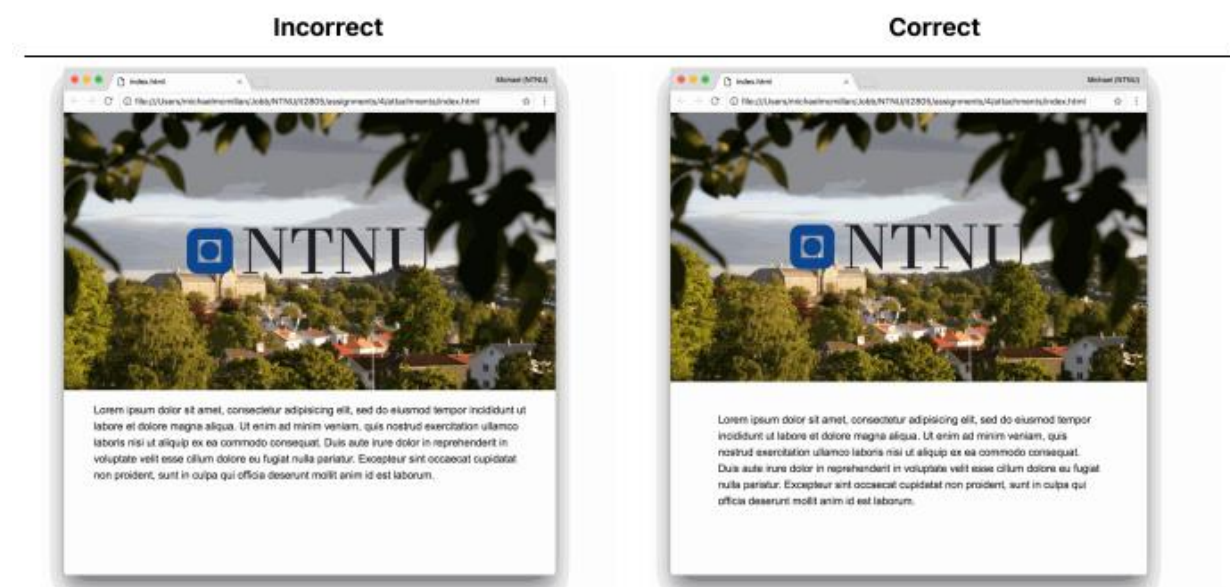 Incorrect
Correct
index.html
Michael (NTNU)
file:///Users/michaelmcmillan/Jobb/NTNU/it2805/assignments/4/attachments/index.html
NTNU
Lorem ipsum dolor sit amet, consectetur adipisicing elit, sed do eiusmod tempor incididunt ut
labore et dolore magna aliqua. Ut enim ad minim veniam, quis nostrud exercitation ullamco
laboris nisi ut aliquip ex ea commodo consequat. Duis aute irure dolor in reprehenderit in
voluptate velit esse cillum dolore eu fugiat nulla pariatur. Excepteur sint occaecat cupidatat
non proident, sunt in culpa qui officia deserunt mollit anim id est laborum.
index.html
Michael (NTNU)
file:///Users/michaelmcmillan/Jobb/NTNU/it2805/assignments/4/attachments/index.html
NTNU
Lorem ipsum dolor sit amet, consectetur adipisicing elit, sed do eiusmod tempor
incididunt ut labore et dolore magna aliqua. Ut enim ad minim veniam, quis
nostrud exercitation ullamco laboris nisi ut aliquip ex ea commodo consequat.
Duis aute irure dolor in reprehenderit in voluptate velit esse cillum dolore eu fugiat
nulla pariatur. Excepteur sint occaecat cupidatat non proident, sunt in culpa qui
officia deserunt mollit anim id est laborum.